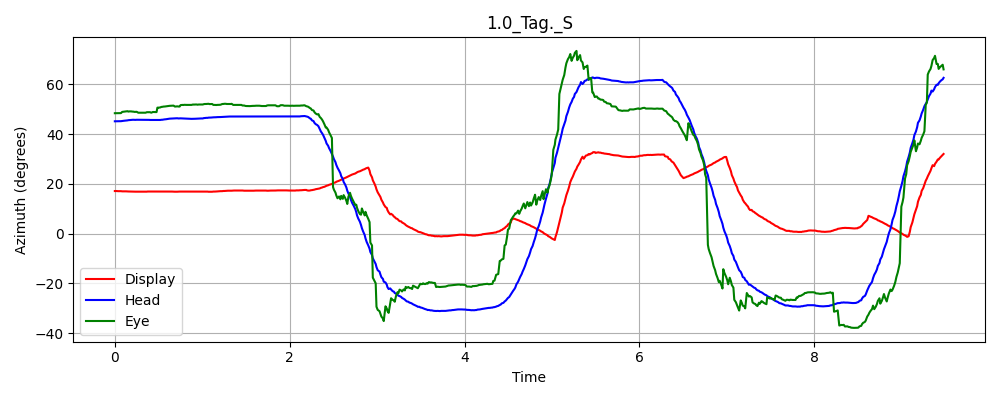 1.0_Tag._S
Azimuth (degrees)
60
40
20
0
−20
−40
Display
Head
Eye
0 2 4 6 8
Time